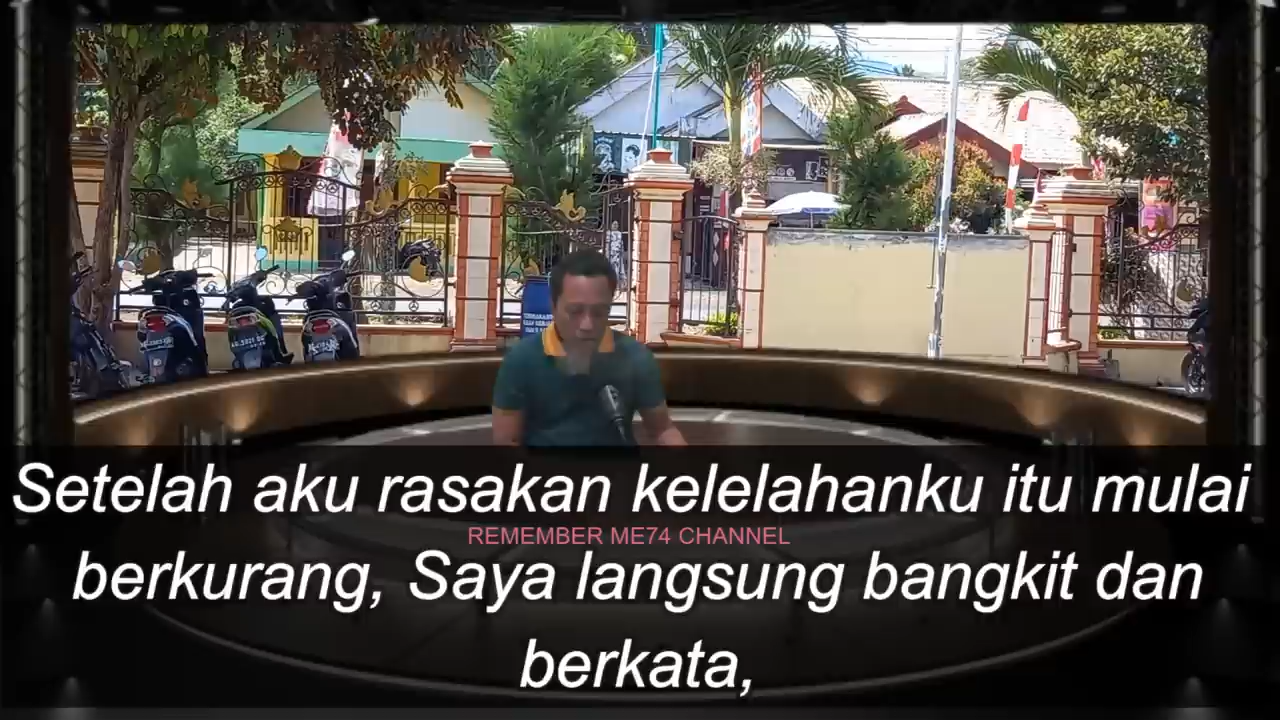 Setelah aku rasakan kelelahanku itu mulai
REMEMBER ME74 CHANNEL
berkurang, Saya langsung bangkit dan
berkata,